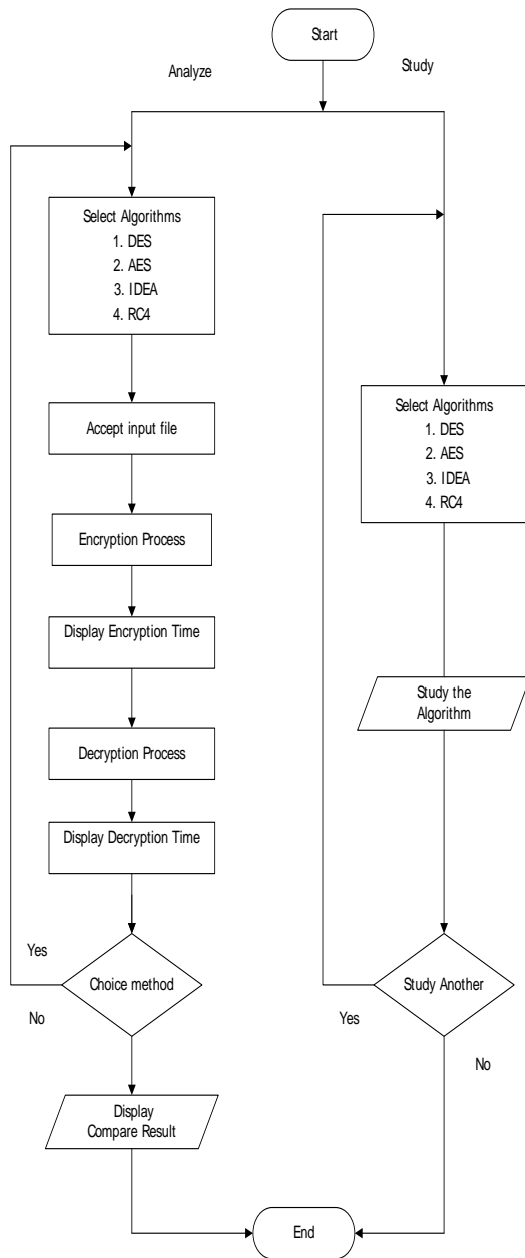 Start
Analyze
Study
Select Algorithms
1. DES
2. AES
3. IDEA
4. RC4
Accept input file
Encryption Process
Display Encryption Time
Decryption Process
Display Decryption Time
Yes
Choice method
No
Display
Compare Result
Select Algorithms
1. DES
2. AES
3. IDEA
4. RC4
Study the
Algorithm
Study Another
Yes
No
End